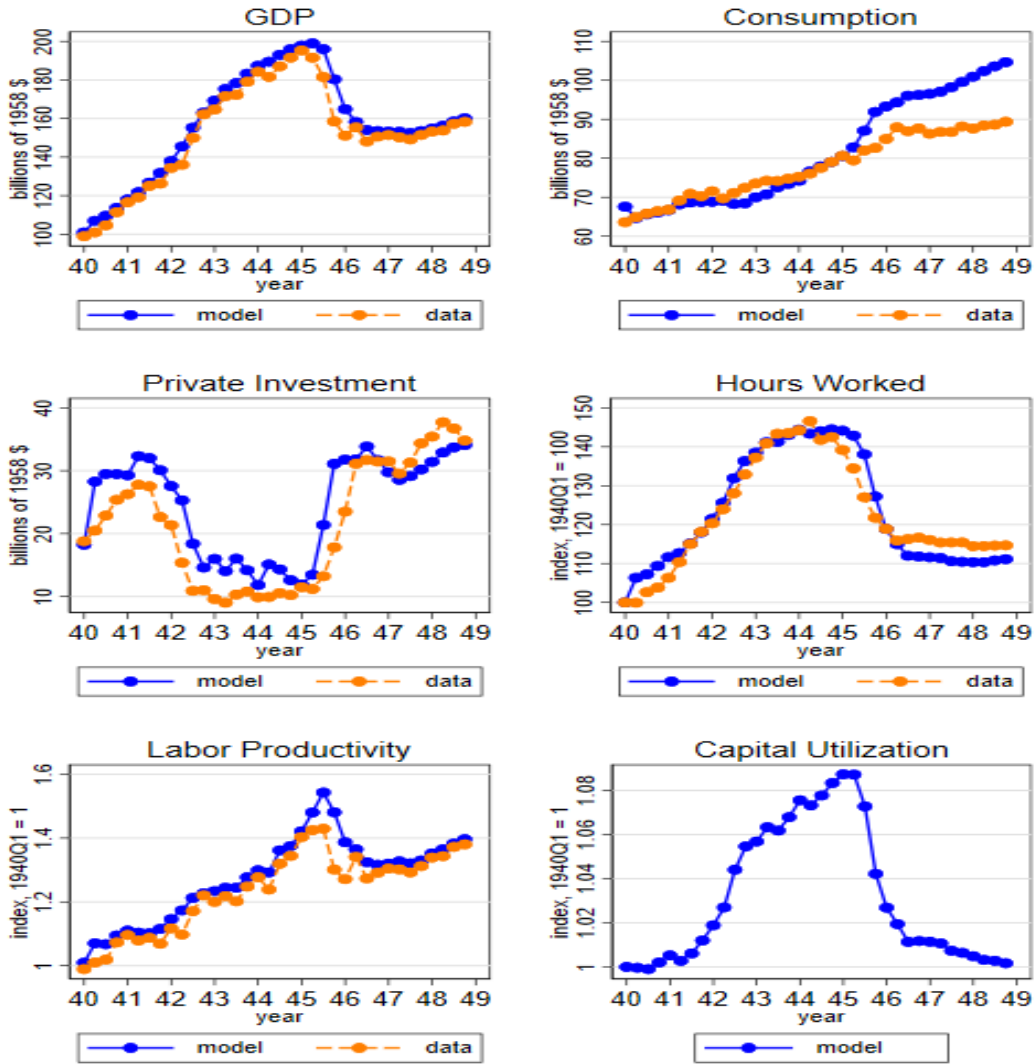 GDP
billions of 1958 $
200
180
160
140
120
100
40 41 42 43 44 45 46 47 48 49
year
model data
Consumption
billions of 1958 $
110
100
90
80
70
60
40 41 42 43 44 45 46 47 48 49
year
model data
Private Investment
billions of 1958 $
40
30
20
10
40 41 42 43 44 45 46 47 48 49
year
model data
Hours Worked
index, 1940Q1 = 100
150
140
130
120
110
100
40 41 42 43 44 45 46 47 48 49
year
model data
Labor Productivity
index, 1940Q1 = 1
1.6
1.4
1.2
1
40 41 42 43 44 45 46 47 48 49
year
model data
Capital Utilization
index, 1940Q1 = 1
1.08
1.06
1.04
1.02
1
40 41 42 43 44 45 46 47 48 49
year
model